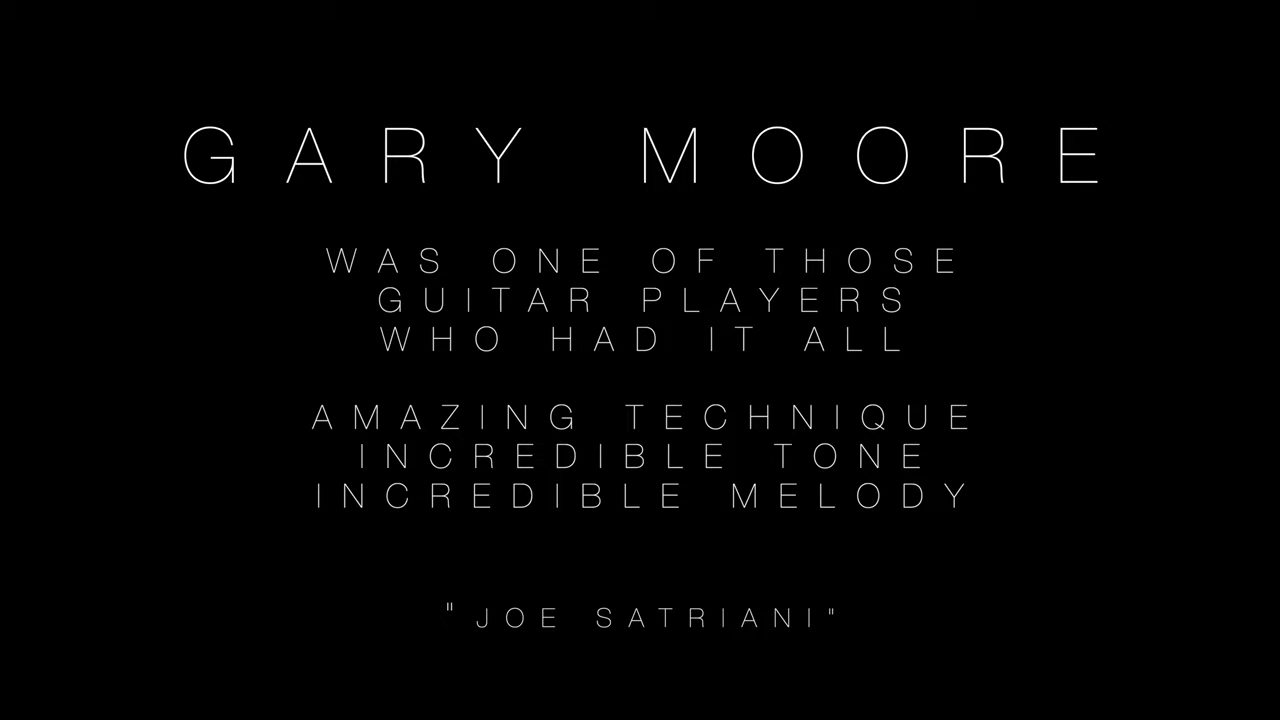 GARY MOORE
WAS ONE OF THOSE
GUITAR PLAYERS
WHO HAD IT ALL
AMAZING TECHNIQUE
INCREDIBLE TONE
INCREDIBLE MELODY
"JOE SATRIANI"